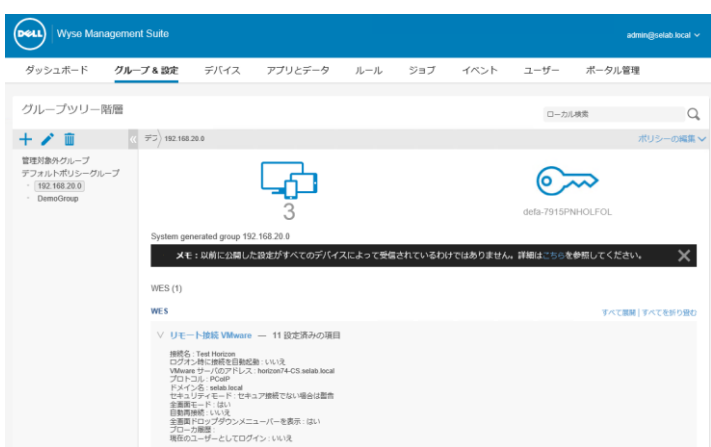 DELL Wyse Management Suite admin@selab.local
ダッシュボード グループ & 設定 デバイス アプリとデータ ルール ジョブ イベント ユーザー ポータル管理
グループツリー階層 ローカル検索
デフ 192.168.20.0 ポリシーの編集
管理対象外グループ
デフォルトポリシーグループ
192.168.20.0
DemoGroup
3 defa-7915PNHOLFOL
System generated group 192.168.20.0
メモ：以前に公開した設定がすべてのデバイスによって受信されているわけではありません。詳細はこちらを参照してください。
WES (1)
WES すべて展開 | すべてを折り畳む
リモート接続 VMware — 11 設定済みの項目
接続名 : Test Horizon
ログオン時に接続を自動起動 : いいえ
VMware サーバのアドレス : horizon74-CS.selab.local
プロトコル : PCoIP
ドメイン名 : selab.local
セキュリティモード : セキュア接続でない場合は警告
全画面モード : はい
自動再接続 : いいえ
全画面ドロップダウンメニューバーを表示 : はい
ブローカ履歴 :
現在のユーザーとしてログイン : いいえ